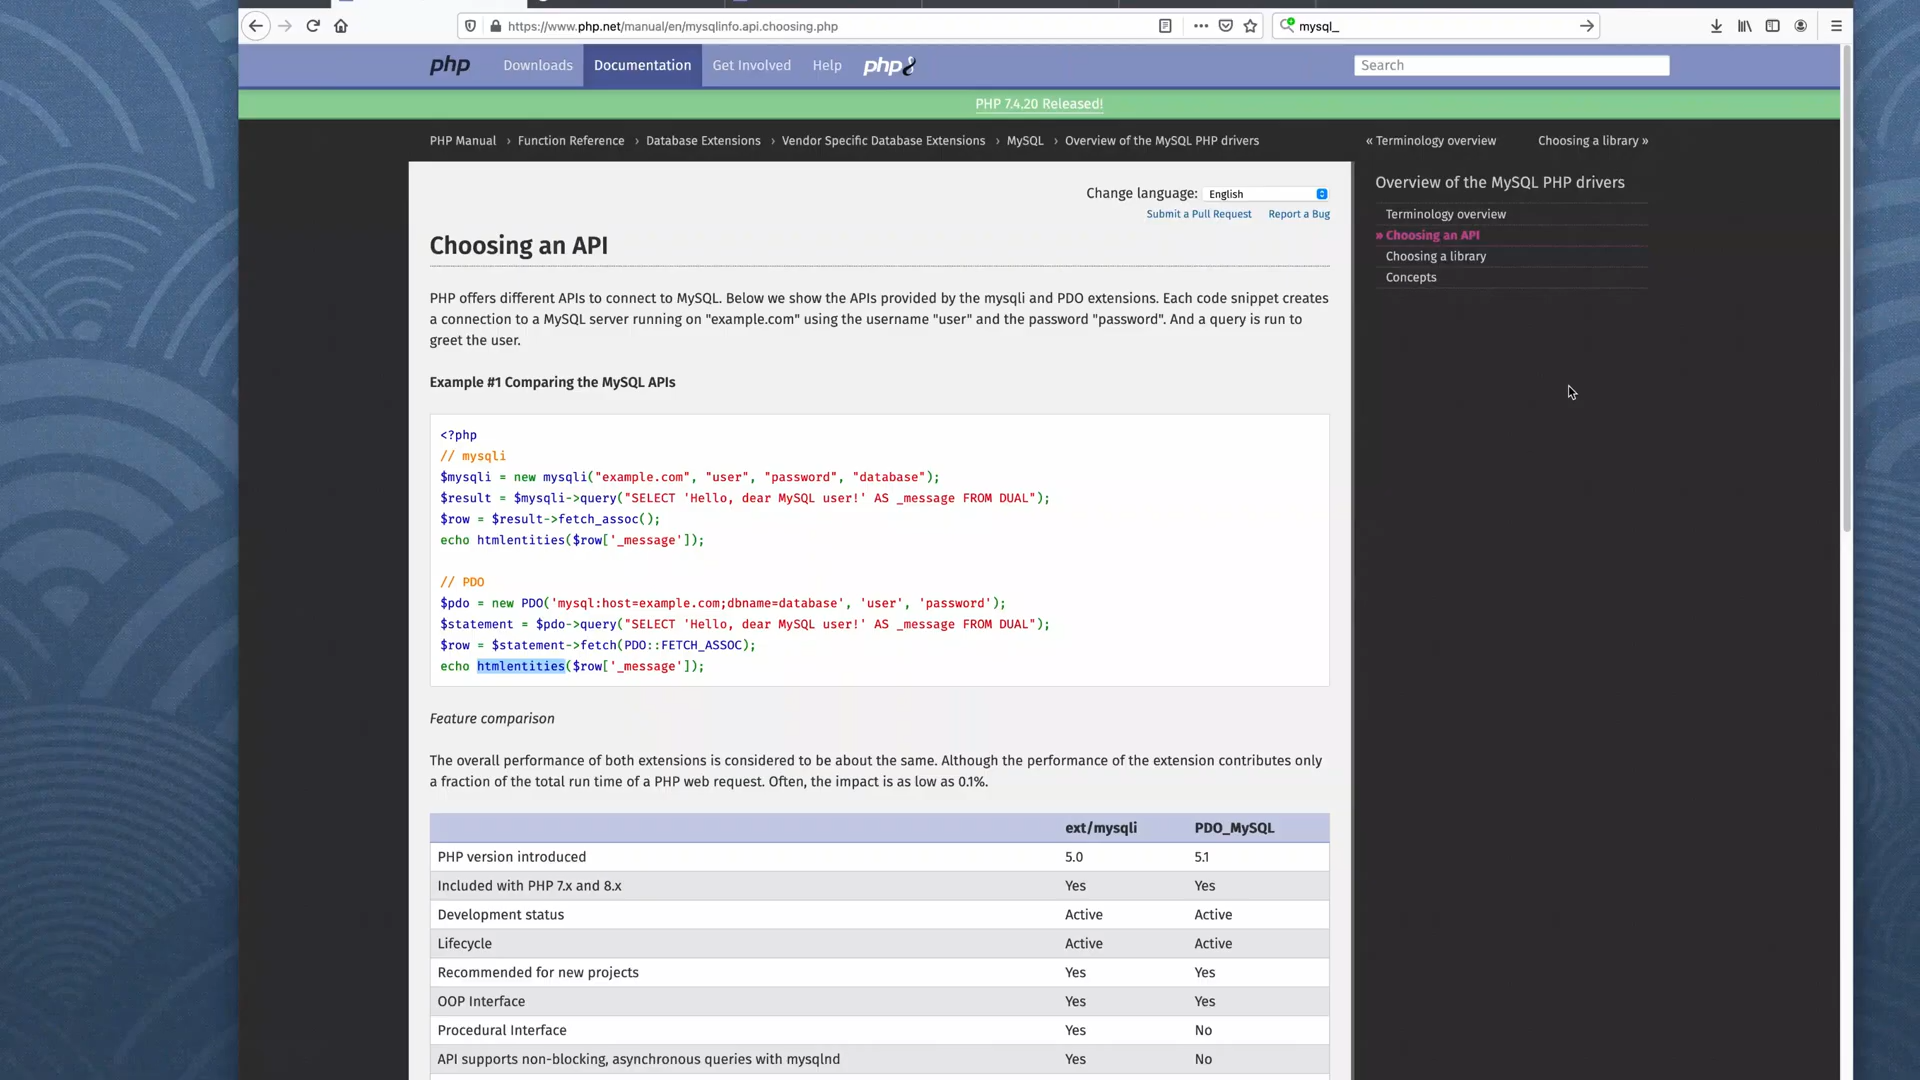 https://www.php.net/manual/en/mysqlinfo.api.choosing.php
mysql_
php Downloads Documentation Get Involved Help php8
Search
PHP 7.4.20 Released!
PHP Manual › Function Reference › Database Extensions › Vendor Specific Database Extensions › MySQL › Overview of the MySQL PHP drivers
« Terminology overview Choosing a library »
Change language: English
Submit a Pull Request Report a Bug
Choosing an API
PHP offers different APIs to connect to MySQL. Below we show the APIs provided by the mysqli and PDO extensions. Each code snippet creates
a connection to a MySQL server running on "example.com" using the username "user" and the password "password". And a query is run to
greet the user.
Example #1 Comparing the MySQL APIs
<?php
// mysqli
$mysqli = new mysqli("example.com", "user", "password", "database");
$result = $mysqli->query("SELECT 'Hello, dear MySQL user!' AS _message FROM DUAL");
$row = $result->fetch_assoc();
echo htmlentities($row['_message']);
// PDO
$pdo = new PDO('mysql:host=example.com;dbname=database', 'user', 'password');
$statement = $pdo->query("SELECT 'Hello, dear MySQL user!' AS _message FROM DUAL");
$row = $statement->fetch(PDO::FETCH_ASSOC);
echo htmlentities($row['_message']);
Feature comparison
The overall performance of both extensions is considered to be about the same. Although the performance of the extension contributes only
a fraction of the total run time of a PHP web request. Often, the impact is as low as 0.1%.
ext/mysqli PDO_MySQL
PHP version introduced 5.0 5.1
Included with PHP 7.x and 8.x Yes Yes
Development status Active Active
Lifecycle Active Active
Recommended for new projects Yes Yes
OOP Interface Yes Yes
Procedural Interface Yes No
API supports non-blocking, asynchronous queries with mysqlnd Yes No
Overview of the MySQL PHP drivers
Terminology overview
» Choosing an API
Choosing a library
Concepts